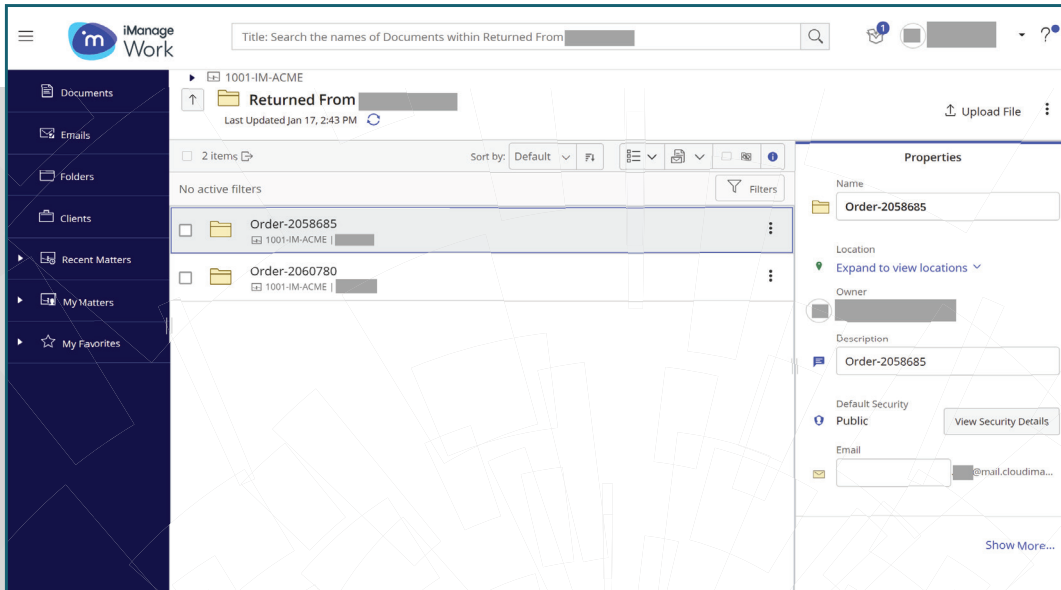 iManage
Work
Title: Search the names of Documents within Returned From
1
?
1001-IM-ACME
Returned From
Last Updated Jan 17, 2:43 PM
Upload File
Documents
Emails
Folders
Clients
Recent Matters
My Matters
My Favorites
2 items
Sort by: Default
No active filters
Filters
Order-2058685
1001-IM-ACME |
Order-2060780
1001-IM-ACME |
Properties
Name
Order-2058685
Location
Expand to view locations
Owner
Description
Order-2058685
Default Security
Public
View Security Details
Email
@mail.cloudima...
Show More...